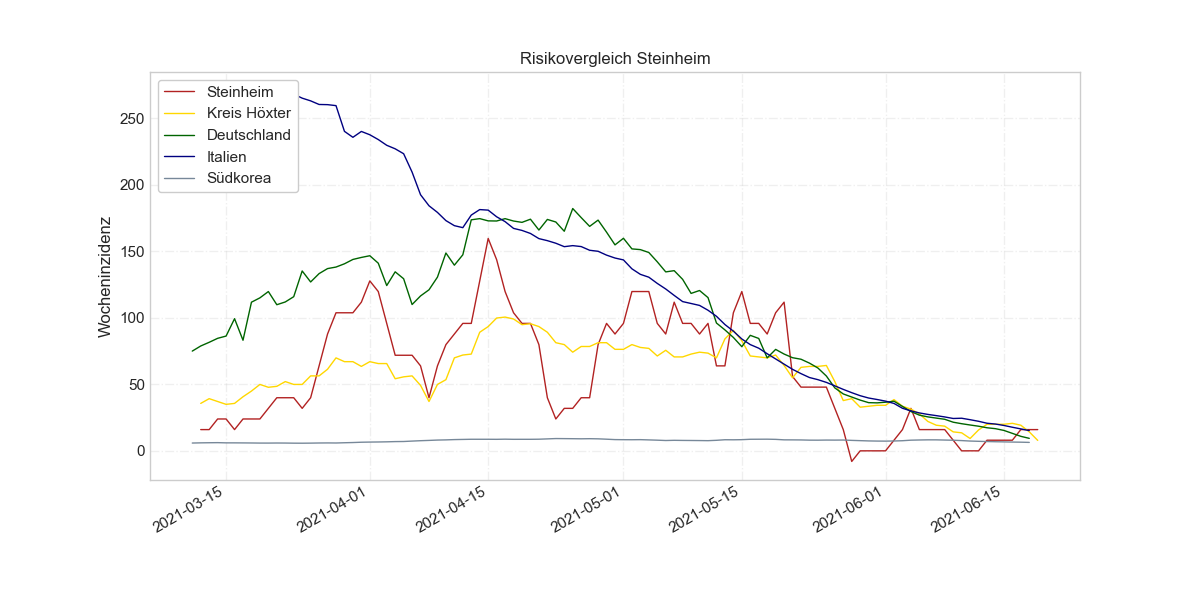 Risikovergleich Steinheim
Steinheim
Kreis Höxter
Deutschland
Italien
Südkorea
Wocheninzidenz
250
200
150
100
50
0
2021-03-15
2021-04-01
2021-04-15
2021-05-01
2021-05-15
2021-06-01
2021-06-15